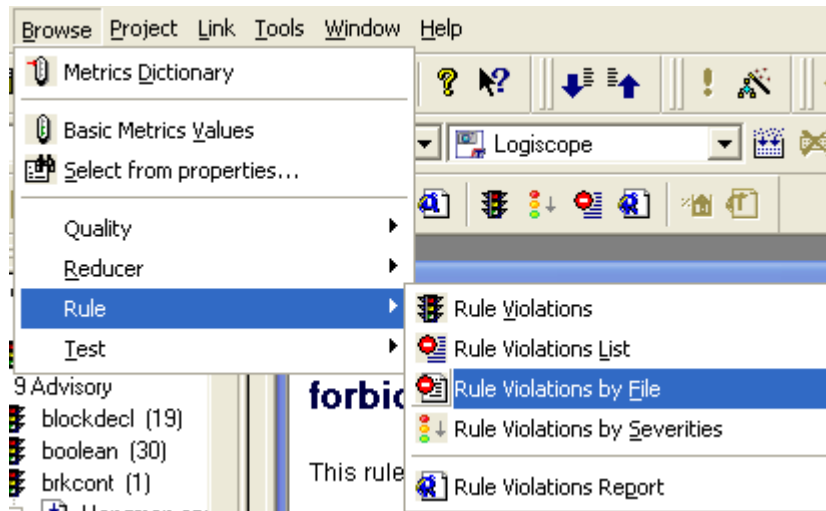 Browse Project Link Tools Window Help
Metrics Dictionary
Basic Metrics Values
Logiscope
Select from properties...
Quality
Reducer
Rule
Rule Violations
Test
Rule Violations List
9 Advisory
Rule Violations by File
blockdecl (19)
Rule Violations by Severities
boolean (30)
This rule
brkcont (1)
Rule Violations Report